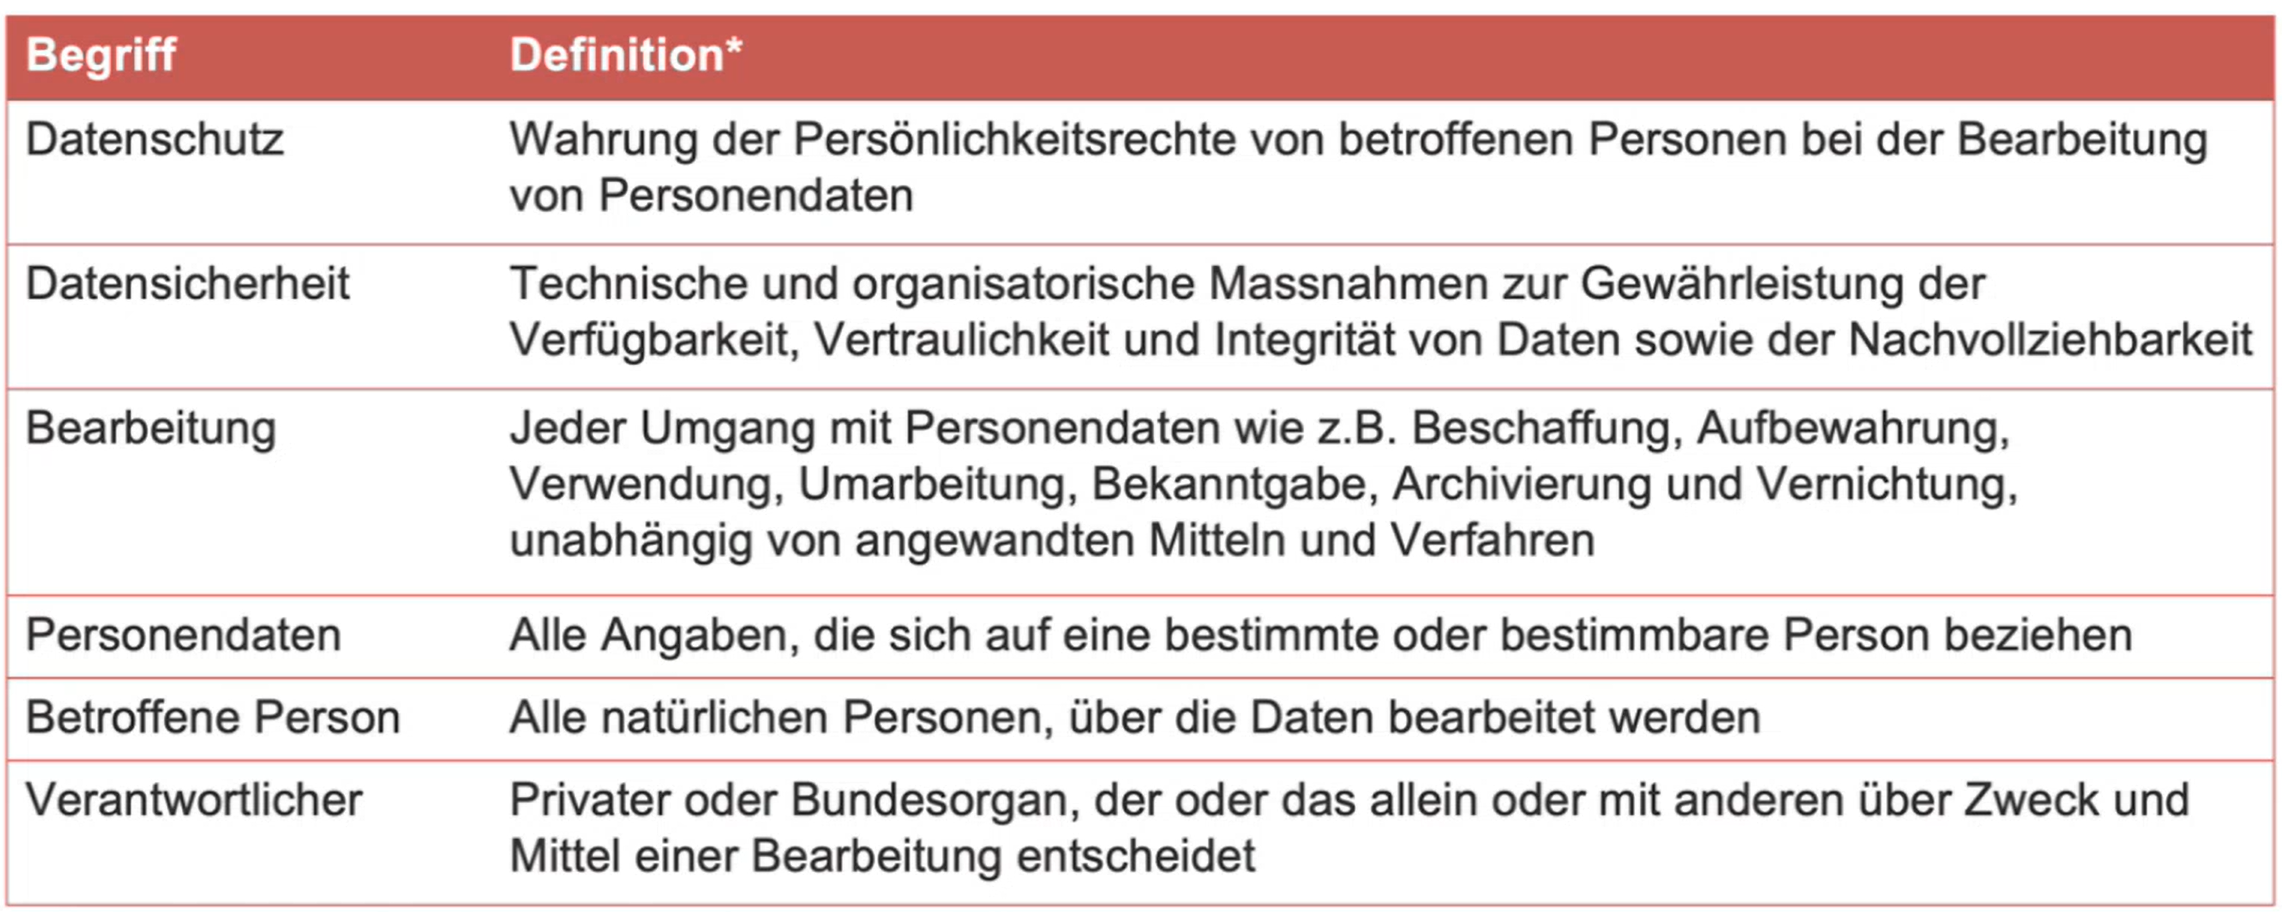 Begriff Definition*
Datenschutz Wahrung der Persönlichkeitsrechte von betroffenen Personen bei der Bearbeitung
von Personendaten
Datensicherheit Technische und organisatorische Massnahmen zur Gewährleistung der
Verfügbarkeit, Vertraulichkeit und Integrität von Daten sowie der Nachvollziehbarkeit
Bearbeitung Jeder Umgang mit Personendaten wie z.B. Beschaffung, Aufbewahrung,
Verwendung, Umarbeitung, Bekanntgabe, Archivierung und Vernichtung,
unabhängig von angewandten Mitteln und Verfahren
Personendaten Alle Angaben, die sich auf eine bestimmte oder bestimmbare Person beziehen
Betroffene Person Alle natürlichen Personen, über die Daten bearbeitet werden
Verantwortlicher Privater oder Bundesorgan, der oder das allein oder mit anderen über Zweck und
Mittel einer Bearbeitung entscheidet